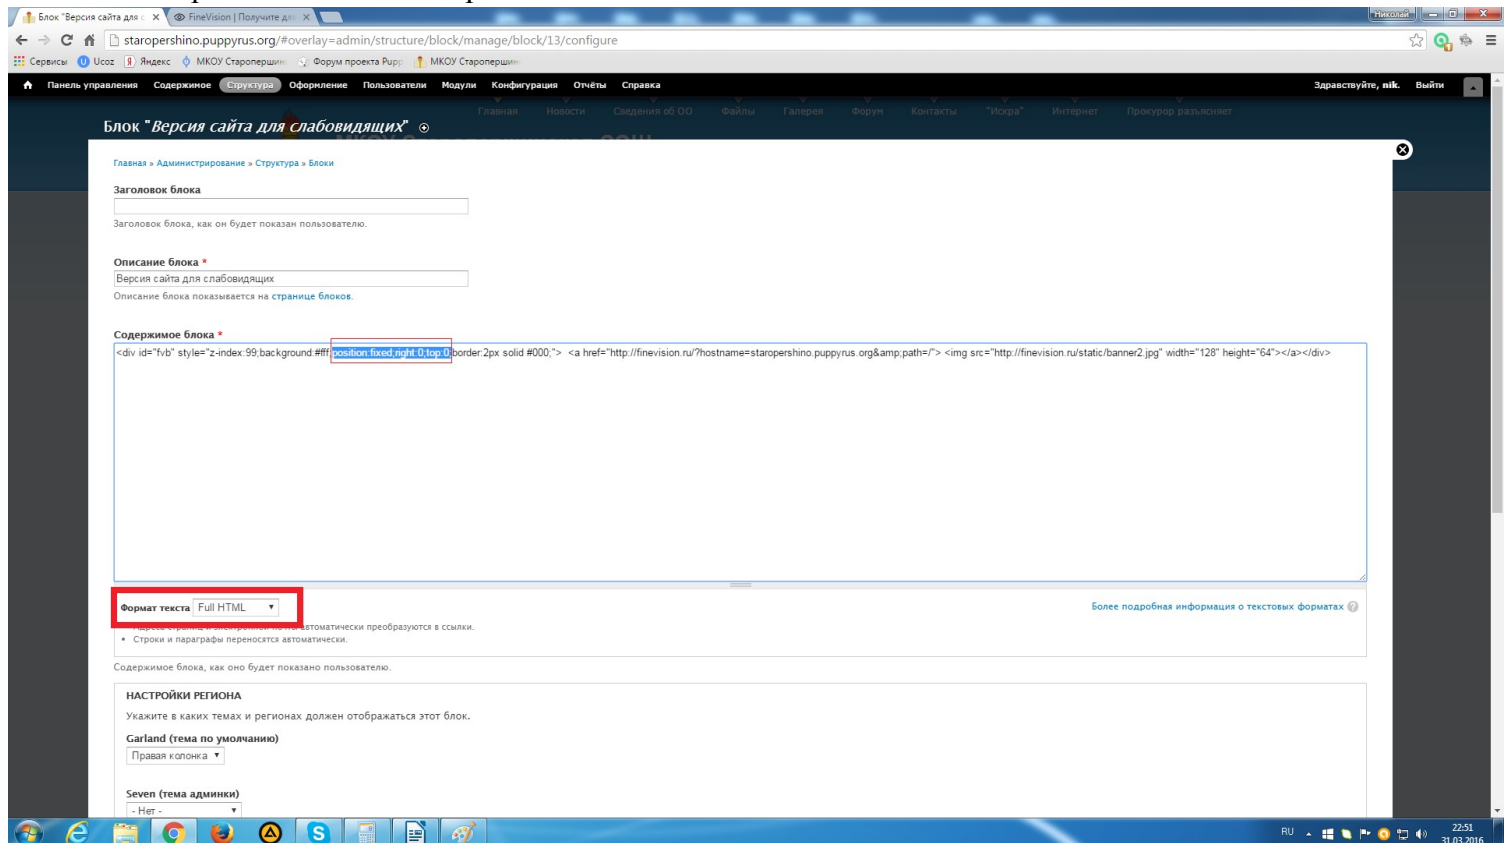 Блок "Версия сайта для с
FineVision | Получите для
Николай
staropershino.puppyrus.org/#overlay=admin/structure/block/manage/block/13/configure
Сервисы Ucoz Яндекс МКОУ Старопершин Форум проекта Pupp МКОУ Старопершин
Панель управления Содержимое Структура Оформление Пользователи Модули Конфигурация Отчёты Справка Здравствуйте, nik. Выйти
Главная Новости Сведения об ОО Файлы Галерея Форум Контакты "Искра" Интернет Прокурор разъясняет
Блок "Версия сайта для слабовидящих"
Главная » Администрирование » Структура » Блоки
Заголовок блока
Заголовок блока, как он будет показан пользователю.
Описание блока *
Версия сайта для слабовидящих
Описание блока показывается на странице блоков.
Содержимое блока *
<div id="fvb" style="z-index:99;background:#fff;position:fixed;right:0;top:0;border:2px solid #000;"> <a href="http://finevision.ru/?hostname=staropershino.puppyrus.org&amp;path=/"> <img src="http://finevision.ru/static/banner2.jpg" width="128" height="64"></a></div>
Формат текста Full HTML
Более подробная информация о текстовых форматах
автоматически преобразуются в ссылки.
Строки и параграфы переносятся автоматически.
Содержимое блока, как оно будет показано пользователю.
НАСТРОЙКИ РЕГИОНА
Укажите в каких темах и регионах должен отображаться этот блок.
Garland (тема по умолчанию)
Правая колонка
Seven (тема админки)
- Нет -
RU
22:51
31.03.2016